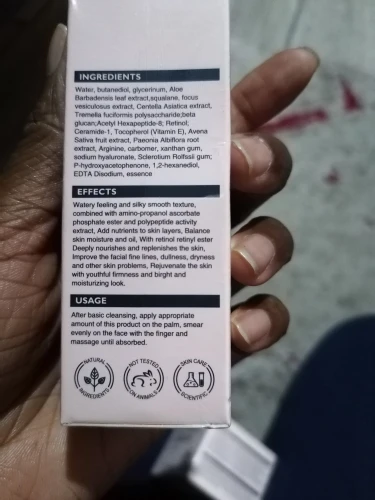 INGREDIENTS
Water, butanediol, glycerinum, Aloe
Barbadensis leaf extract,squalane, focus
vesiculosus extract, Centella Asiatica extract,
Tremella fuciformis polysaccharide,beta
glucan;Acetyl Hexapeptide-8; Retinol;
Ceramide-1, Tocopherol (Vitamin E), Avena
Sativa fruit extract, Paeonia Albiflora root
extract, Arginine, carbomer, xanthan gum,
sodium hyaluronate, Sclerotium Rolfssii gum;
P-hydroxyacetophenone, 1,2-hexanediol,
EDTA Disodium, essence
EFFECTS
Watery feeling and silky smooth texture,
combined with amino-propanol ascorbate
phosphate ester and polypeptide activity
extract, Add nutrients to skin layers, Balance
skin moisture and oil, With retinol retinyl ester
Deeply nourishes and replenishes the skin,
Improve the facial fine lines, dullness, dryness
and other skin problems, Rejuvenate the skin
with youthful firmness and birght and
moisturizing look.
USAGE
After basic cleansing, apply appropriate
amount of this product on the palm, smear
evenly on the face with the finger and
massage until absorbed.
NATURAL INGREDIENTS
NOT TESTED ON ANIMALS
SKIN CARE SCIENTIFIC